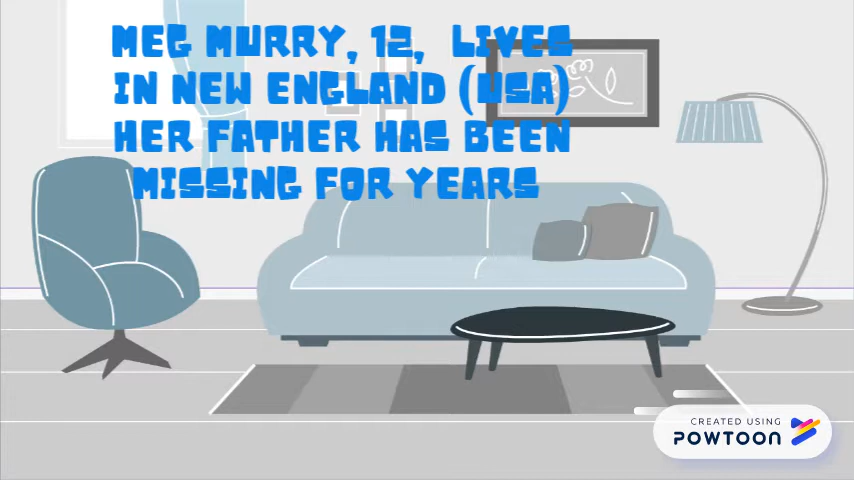 MEG MURRY, 12, LIVES
IN NEW ENGLAND (USA)
HER FATHER HAS BEEN
MISSING FOR YEARS
CREATED USING
POWTOON